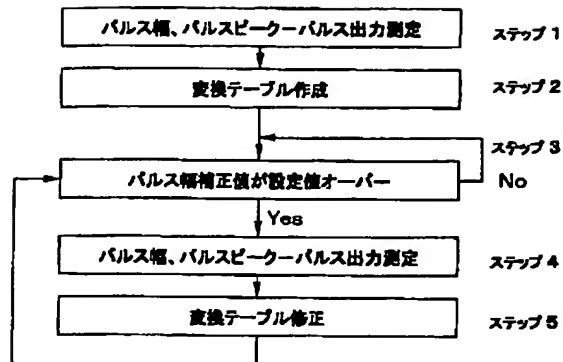 パルス幅、パルスピークーパルス出力測定 ステップ 1
変換テーブル作成 ステップ 2
ステップ 3
パルス幅補正値が設定値オーバー No
Yes
パルス幅、パルスピークーパルス出力測定 ステップ 4
変換テーブル修正 ステップ 5